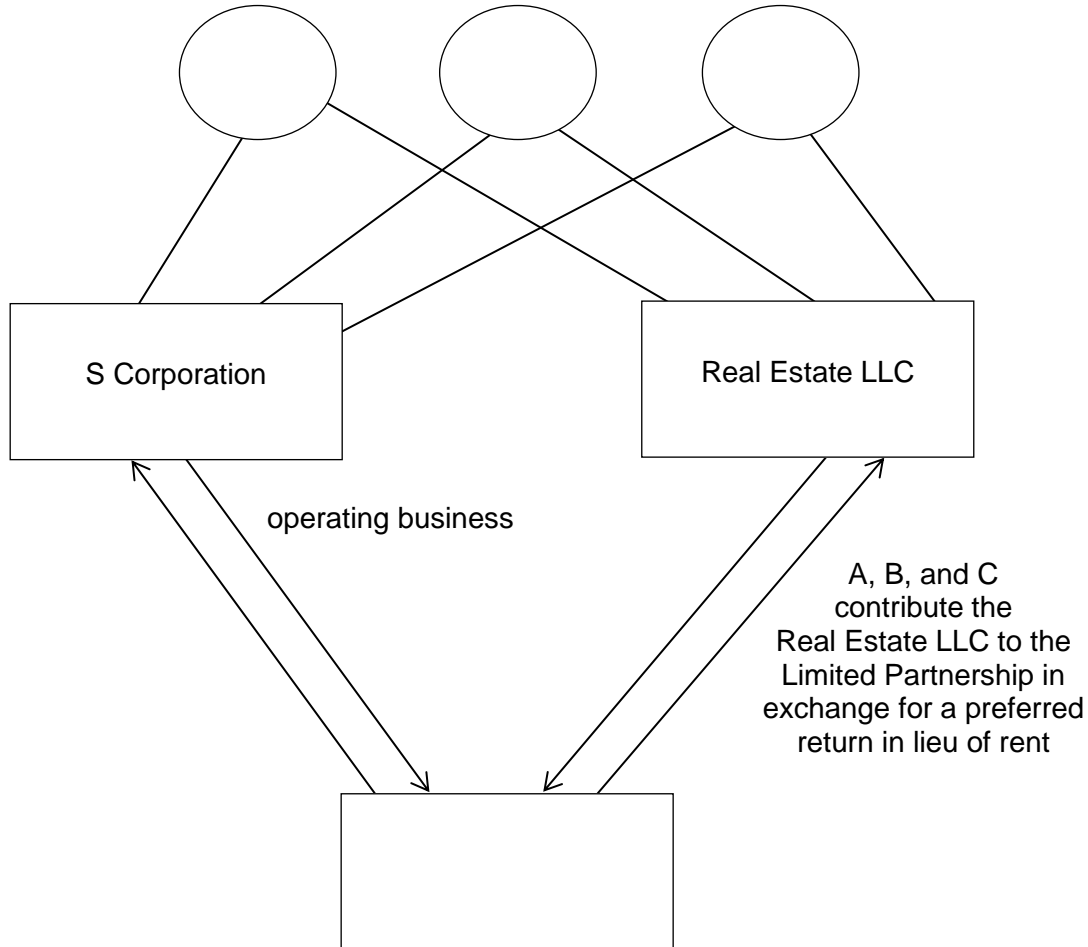 S Corporation
Real Estate LLC
operating business
A, B, and C
contribute the
Real Estate LLC to the
Limited Partnership in
exchange for a preferred
return in lieu of rent